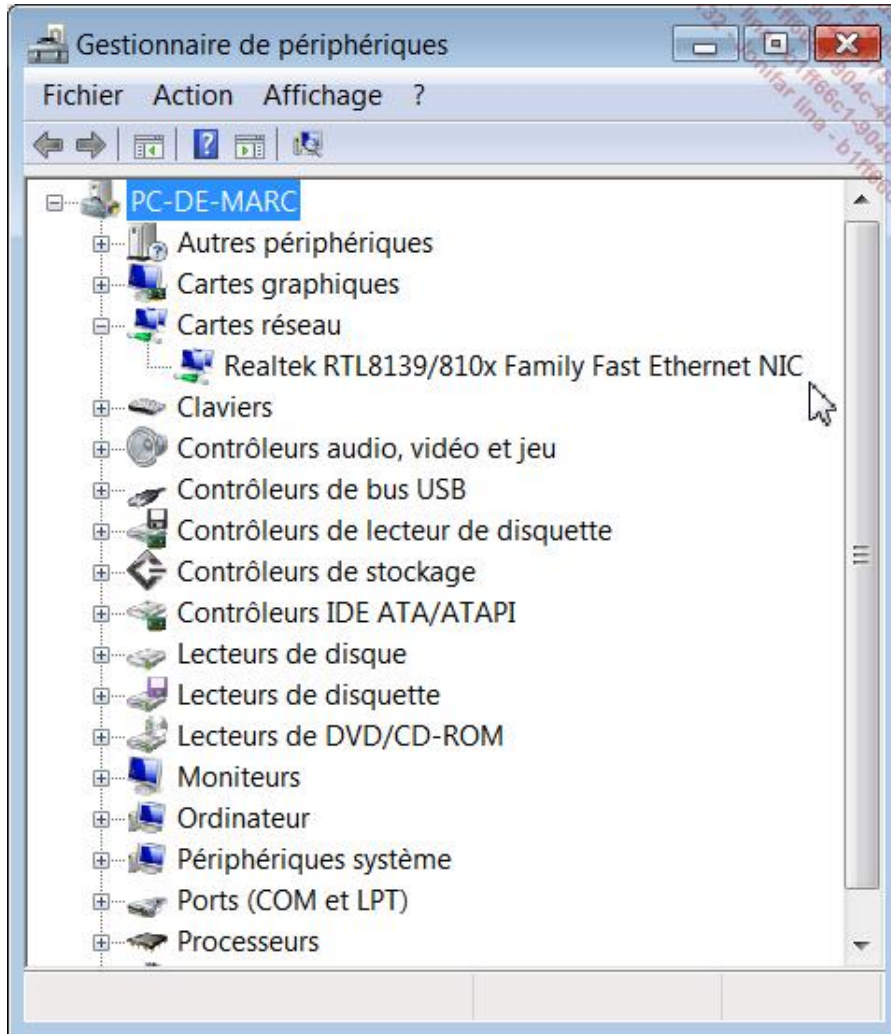 Gestionnaire de périphériques
Fichier Action Affichage ?
PC-DE-MARC
Autres périphériques
Cartes graphiques
Cartes réseau
Realtek RTL8139/810x Family Fast Ethernet NIC
Claviers
Contrôleurs audio, vidéo et jeu
Contrôleurs de bus USB
Contrôleurs de lecteur de disquette
Contrôleurs de stockage
Contrôleurs IDE ATA/ATAPI
Lecteurs de disque
Lecteurs de disquette
Lecteurs de DVD/CD-ROM
Moniteurs
Ordinateur
Périphériques système
Ports (COM et LPT)
Processeurs